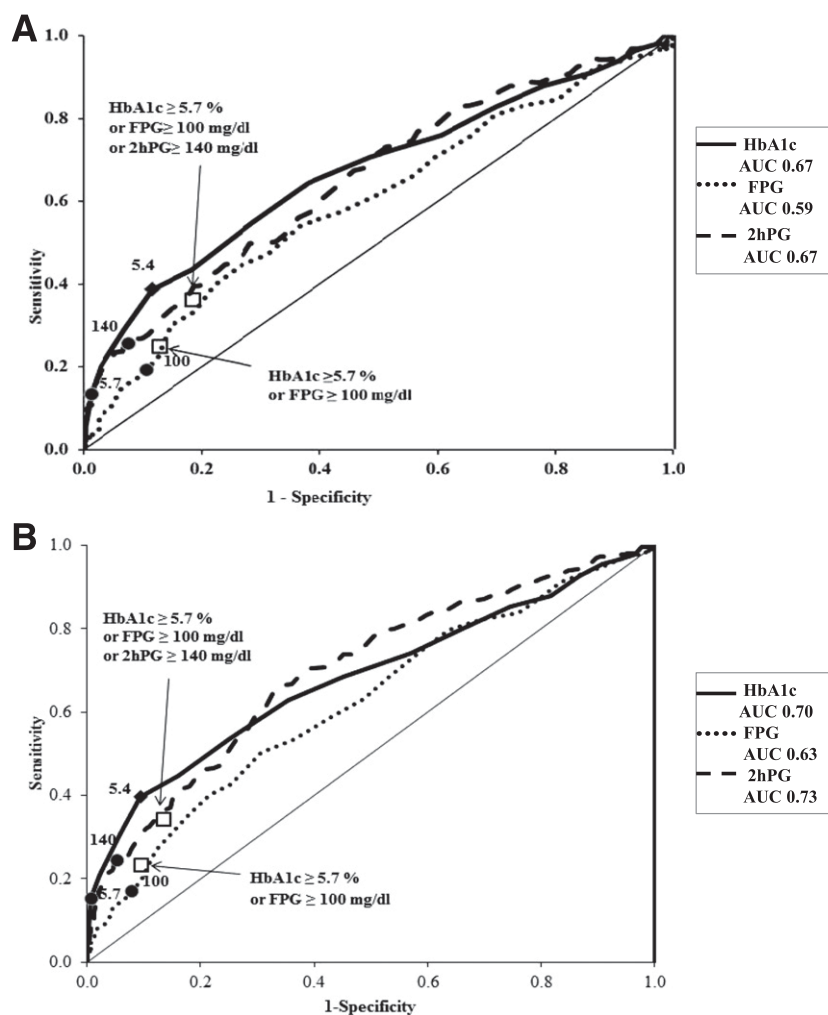 A
1.0
0.8
0.6
0.4
0.2
0.0
Sensitivity
HbA1c ≥ 5.7 %
or FPG≥ 100 mg/dl
or 2hPG≥ 140 mg/dl
5.4
140
5.7
100
HbA1c ≥5.7 %
or FPG ≥ 100 mg/dl
0.0
0.2
0.4
0.6
0.8
1.0
1 - Specificity
HbA1c
AUC 0.67
FPG
AUC 0.59
2hPG
AUC 0.67
B
1.0
0.8
0.6
0.4
0.2
0.0
Sensitivity
HbA1c ≥ 5.7 %
or FPG ≥ 100 mg/dl
or 2hPG ≥ 140 mg/dl
5.4
140
5.7
100
HbA1c ≥ 5.7 %
or FPG ≥ 100 mg/dl
0.0
0.2
0.4
0.6
0.8
1.0
1-Specificity
HbA1c
AUC 0.70
FPG
AUC 0.63
2hPG
AUC 0.73